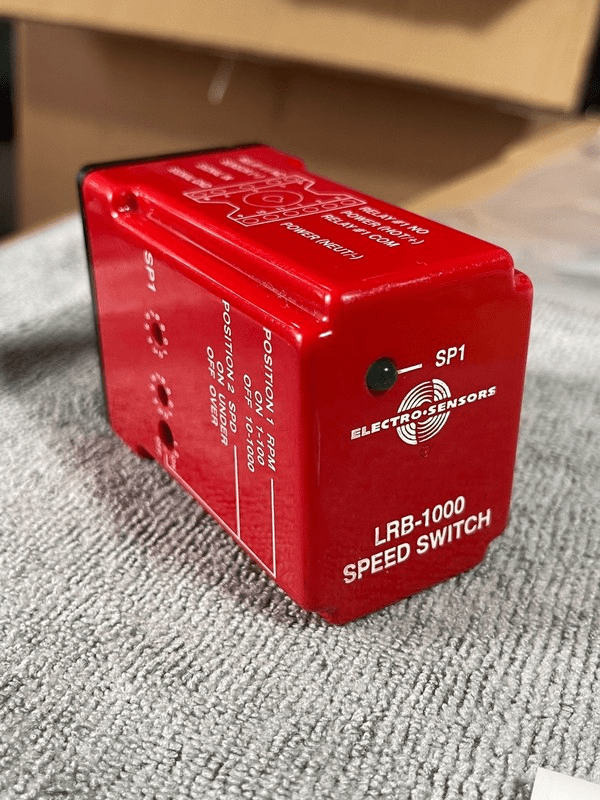 RELAY #1 NO
POWER (HOT/+)
RELAY #1 COM
POWER (NEUT/-)
SP1
ELECTRO-SENSORS
LRB-1000
SPEED SWITCH
SP1
POSITION 1 RPM
ON 1-100
OFF 10-1000
POSITION 2 SPD
ON UNDER
OFF OVER